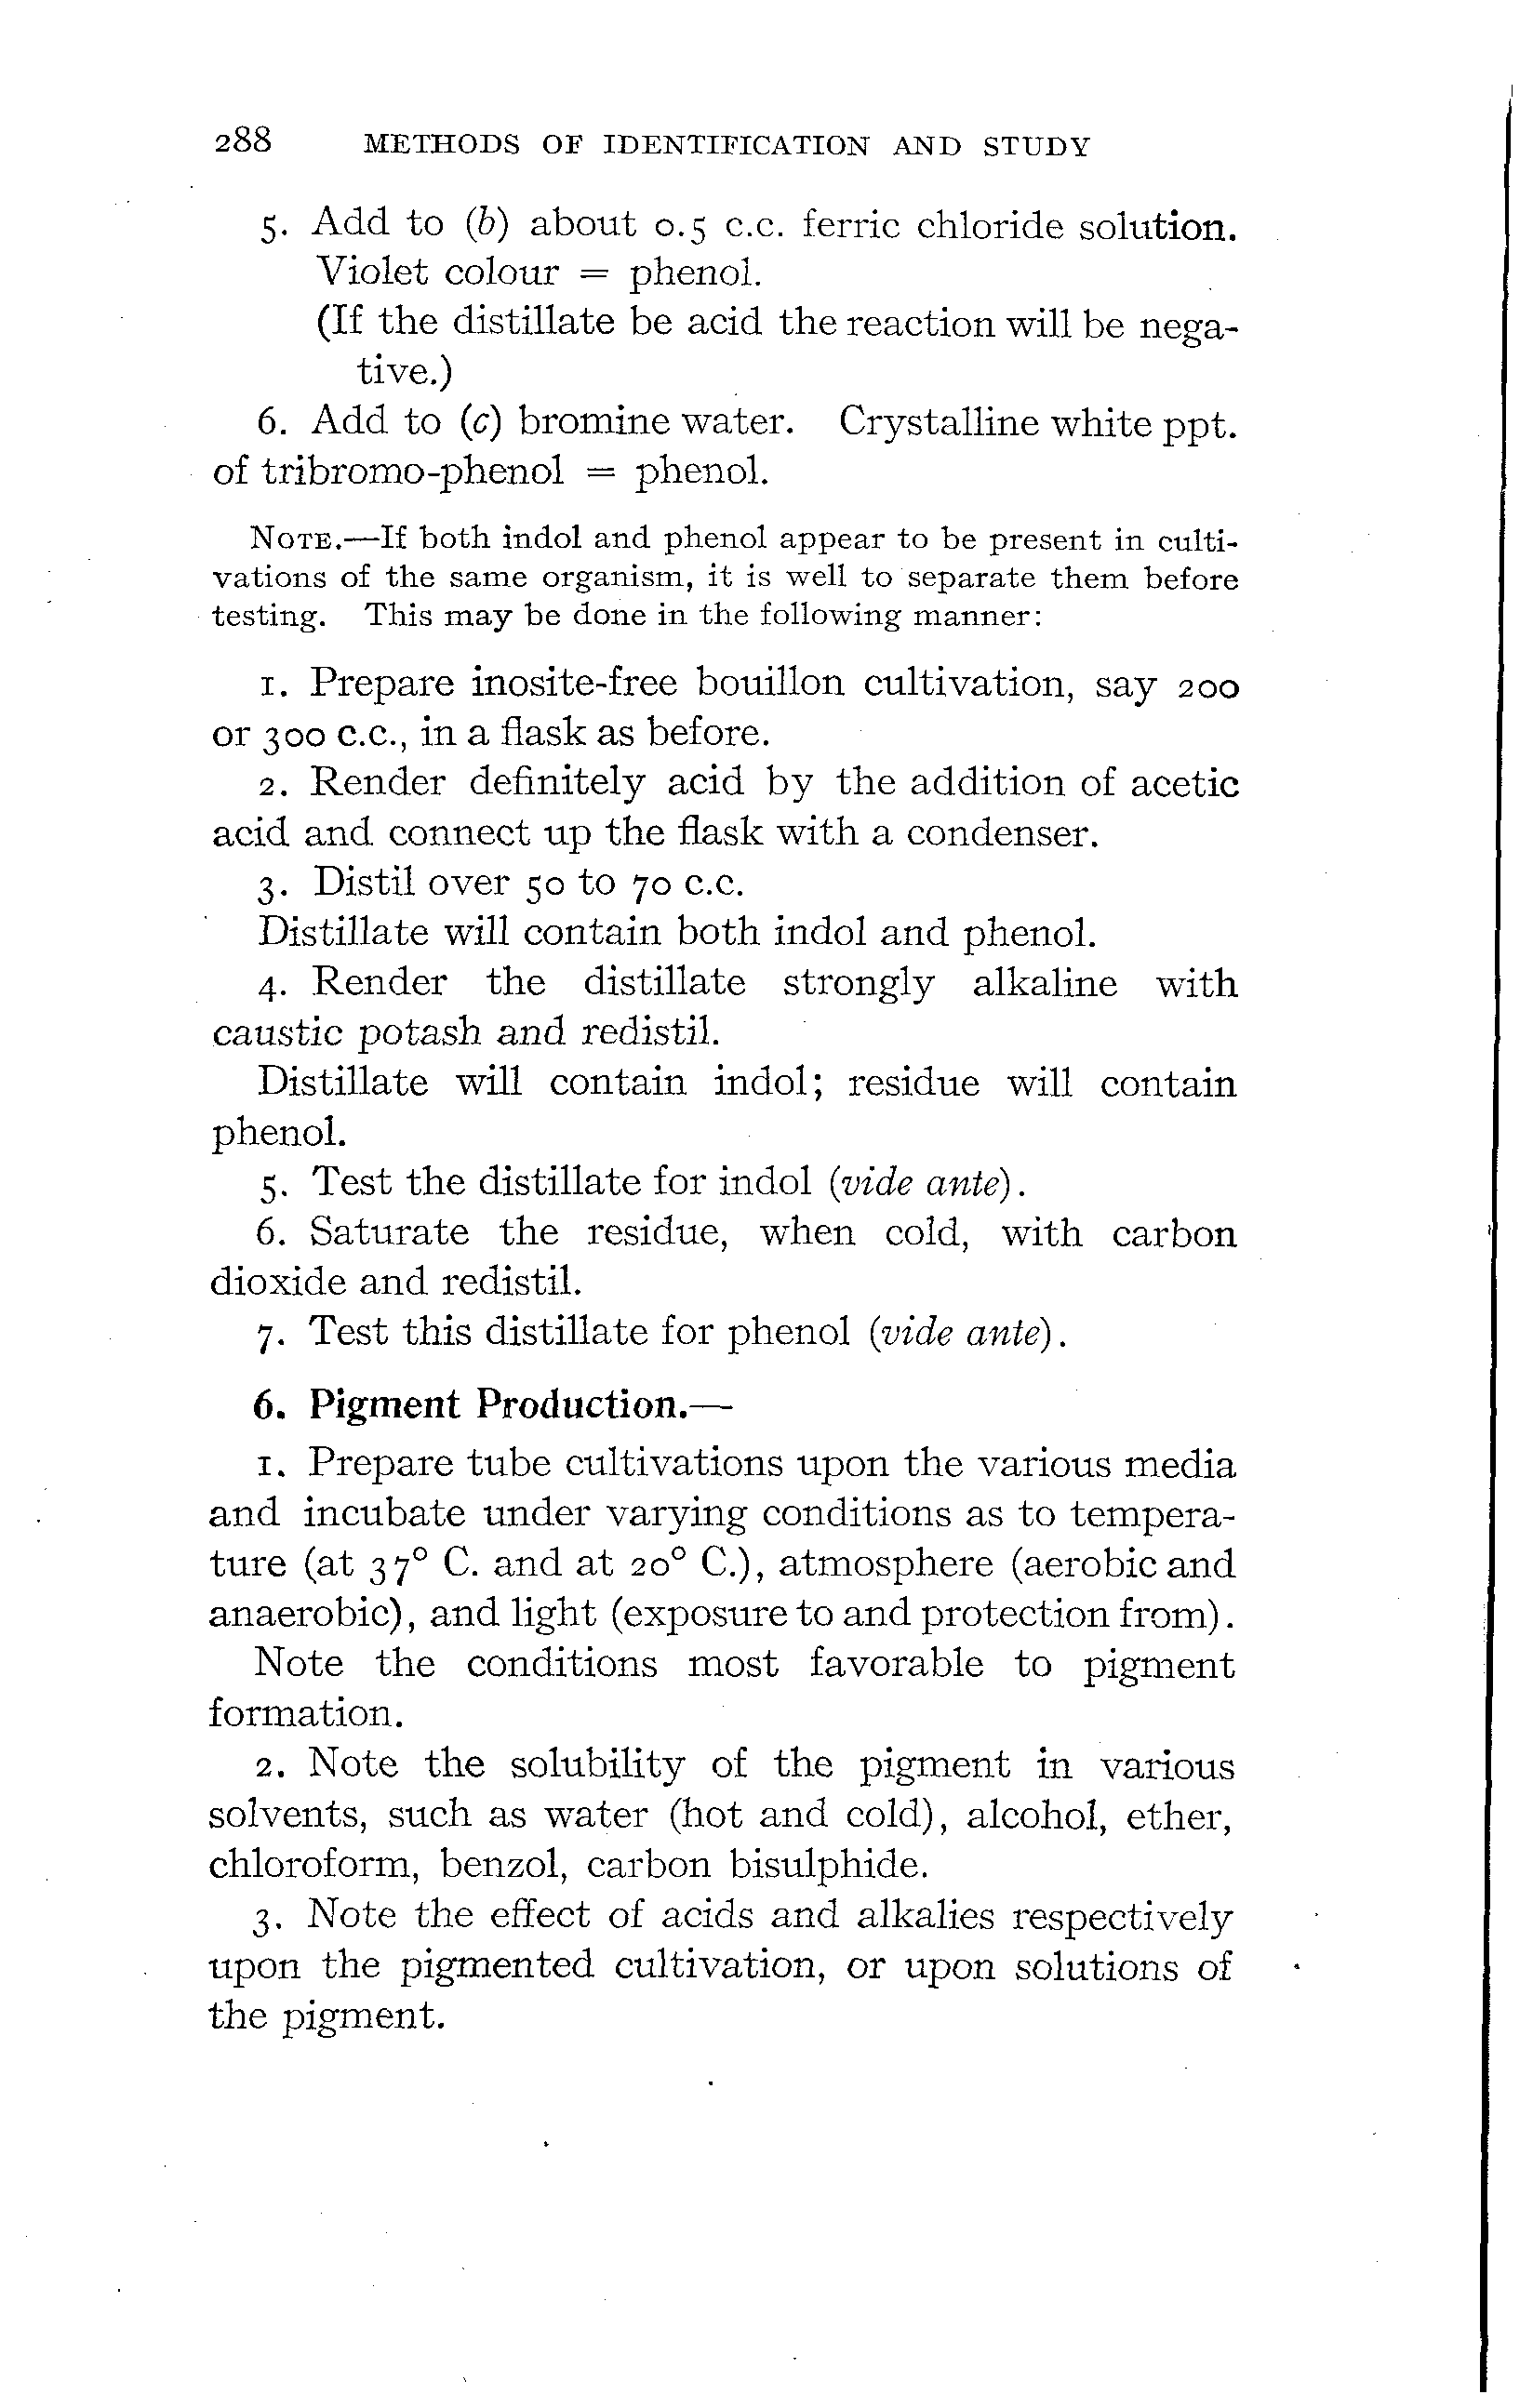 288 METHODS OF IDENTIFICATION AND STUDY
5. Add to (b) about 0.5 c.c. ferric chloride solution.
Violet colour = phenol.
(If the distillate be acid the reaction will be nega-
tive.)
6. Add to (c) bromine water. Crystalline white ppt.
of tribromo-phenol = phenol.
NOTE.—If both indol and phenol appear to be present in culti-
vations of the same organism, it is well to separate them before
testing. This may be done in the following manner:
1. Prepare inosite-free bouillon cultivation, say 200
or 300 c.c., in a flask as before.
2. Render definitely acid by the addition of acetic
acid and connect up the flask with a condenser.
3. Distil over 50 to 70 c.c.
Distillate will contain both indol and phenol.
4. Render the distillate strongly alkaline with
caustic potash and redistil.
Distillate will contain indol; residue will contain
phenol.
5. Test the distillate for indol (vide ante).
6. Saturate the residue, when cold, with carbon
dioxide and redistil.
7. Test this distillate for phenol (vide ante).
6. Pigment Production.—
1. Prepare tube cultivations upon the various media
and incubate under varying conditions as to tempera-
ture (at 37° C. and at 20° C.), atmosphere (aerobic and
anaerobic), and light (exposure to and protection from).
Note the conditions most favorable to pigment
formation.
2. Note the solubility of the pigment in various
solvents, such as water (hot and cold), alcohol, ether,
chloroform, benzol, carbon bisulphide.
3. Note the effect of acids and alkalies respectively
upon the pigmented cultivation, or upon solutions of
the pigment.